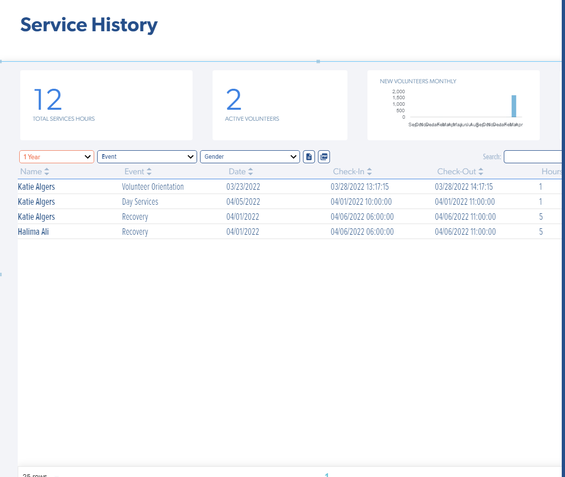 Service History
12
TOTAL SERVICES HOURS
2
ACTIVE VOLUNTEERS
NEW VOLUNTEERS MONTHLY
2,000
1,500
1,000
500
0
1 Year Event Gender Search:
Name Event Date Check-In Check-Out Hours
Katie Algers Volunteer Orientation 03/23/2022 03/28/2022 13:17:15 03/28/2022 14:17:15 1
Katie Algers Day Services 04/05/2022 04/01/2022 10:00:00 04/01/2022 11:00:00 1
Katie Algers Recovery 04/01/2022 04/06/2022 06:00:00 04/06/2022 11:00:00 5
Halima Ali Recovery 04/01/2022 04/06/2022 06:00:00 04/06/2022 11:00:00 5
25 rows 1